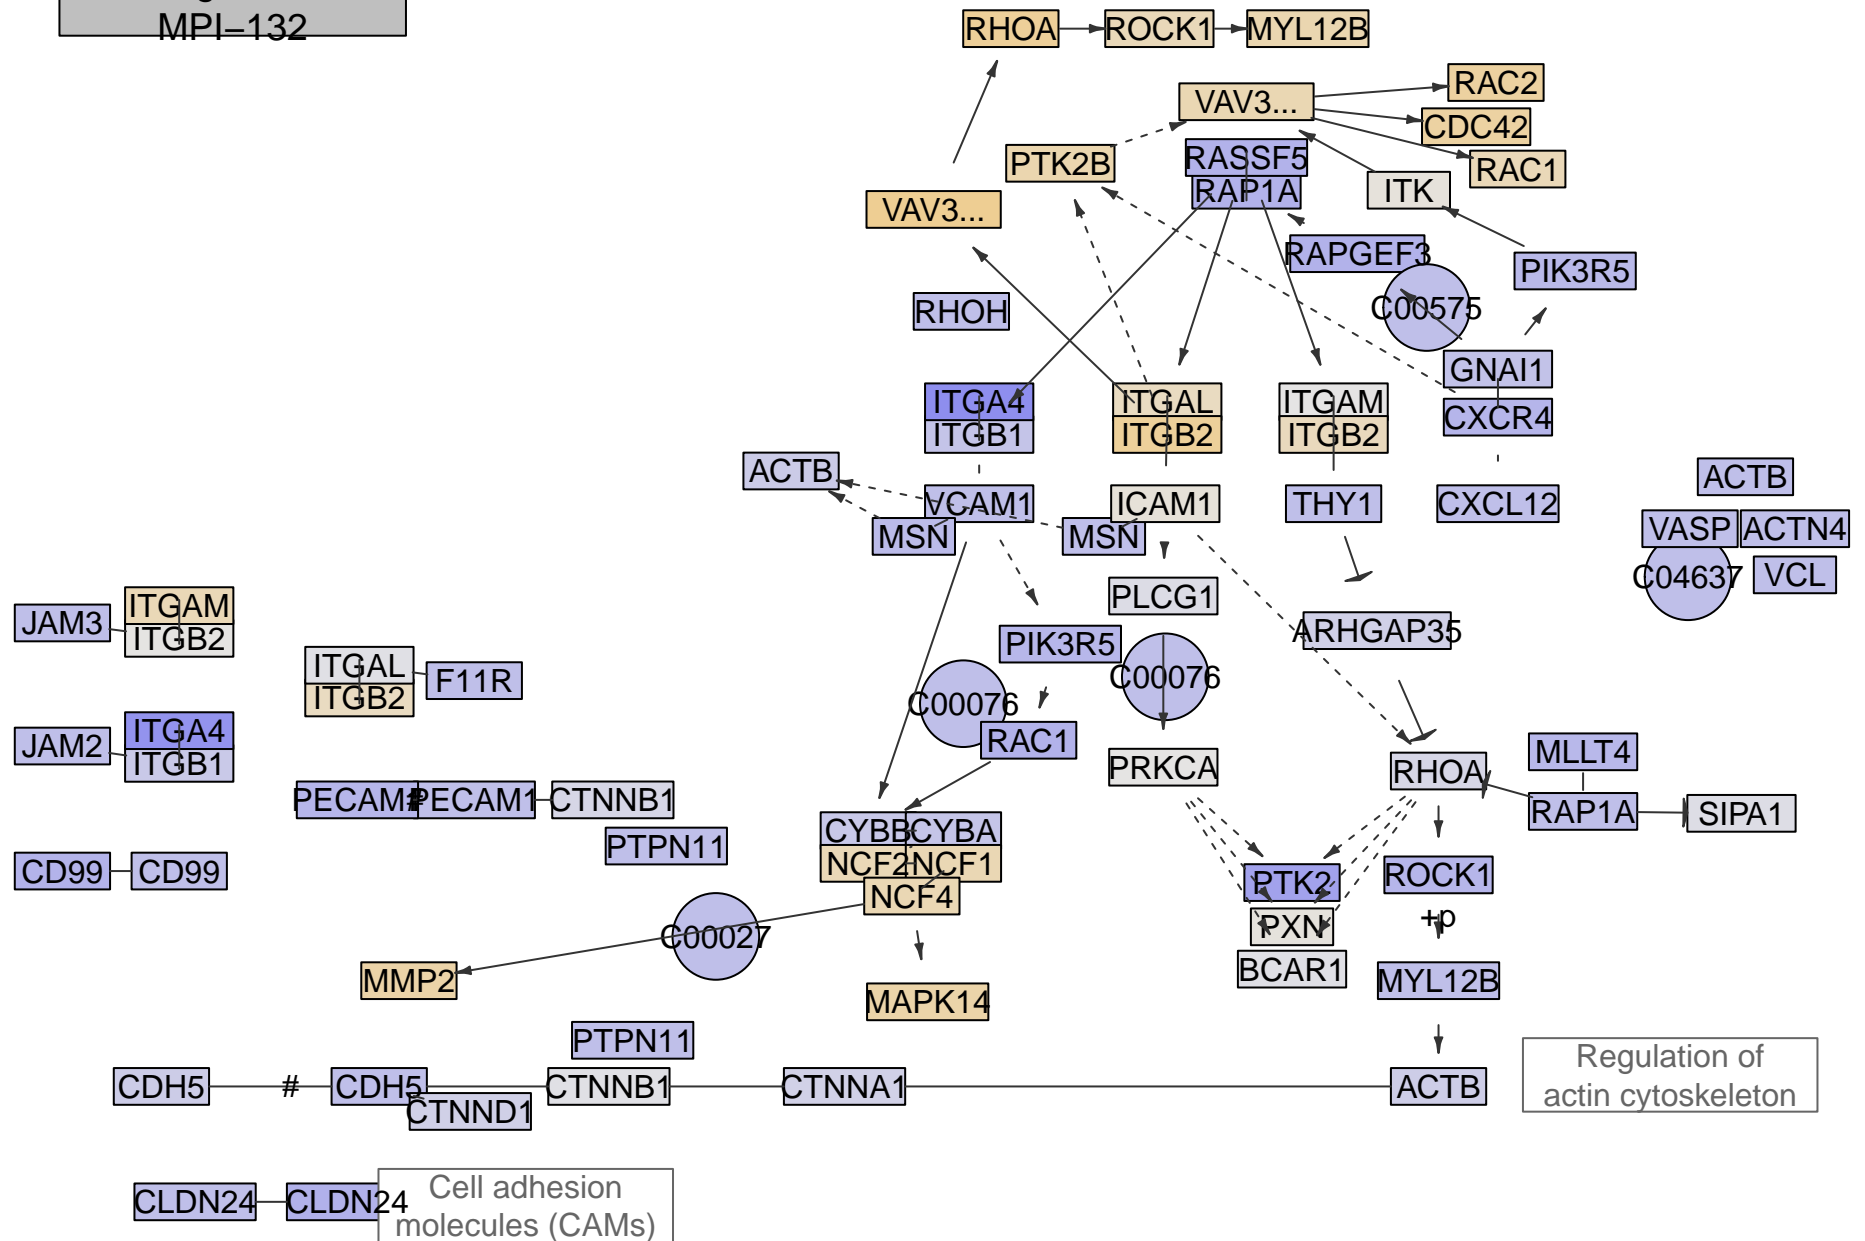 MPI–132
RHOA
ROCK1
MYL12B
RAC2
VAV3...
CDC42
RASSF5
PTK2B
RAC1
RAP1A
ITK
VAV3...
RAPGEF3
PIK3R5
RHOH
C00575
GNAI1
ITGA4
ITGAL
ITGAM
CXCR4
ITGB1
ITGB2
ITGB2
ACTB
ACTB
VCAM1
ICAM1
THY1
CXCL12
VASP
ACTN4
MSN
MSN
C04637
VCL
PLCG1
ITGAM
JAM3
ITGB2
ARHGAP35
PIK3R5
ITGAL
F11R
C00076
ITGB2
C00076
ITGA4
JAM2
RAC1
MLLT4
ITGB1
PRKCA
RHOA
PECAM1
#
PECAM1
CTNNB1
RAP1A
SIPA1
CYBB
CYBA
PTPN11
NCF2
NCF1
CD99
CD99
ROCK1
PTK2
NCF4
+p
PXN
C00027
BCAR1
MMP2
MYL12B
MAPK14
PTPN11
Regulation of
actin cytoskeleton
CDH5
#
CDH5
CTNNB1
CTNNA1
ACTB
CTNND1
CLDN24
CLDN24
Cell adhesion
molecules (CAMs)